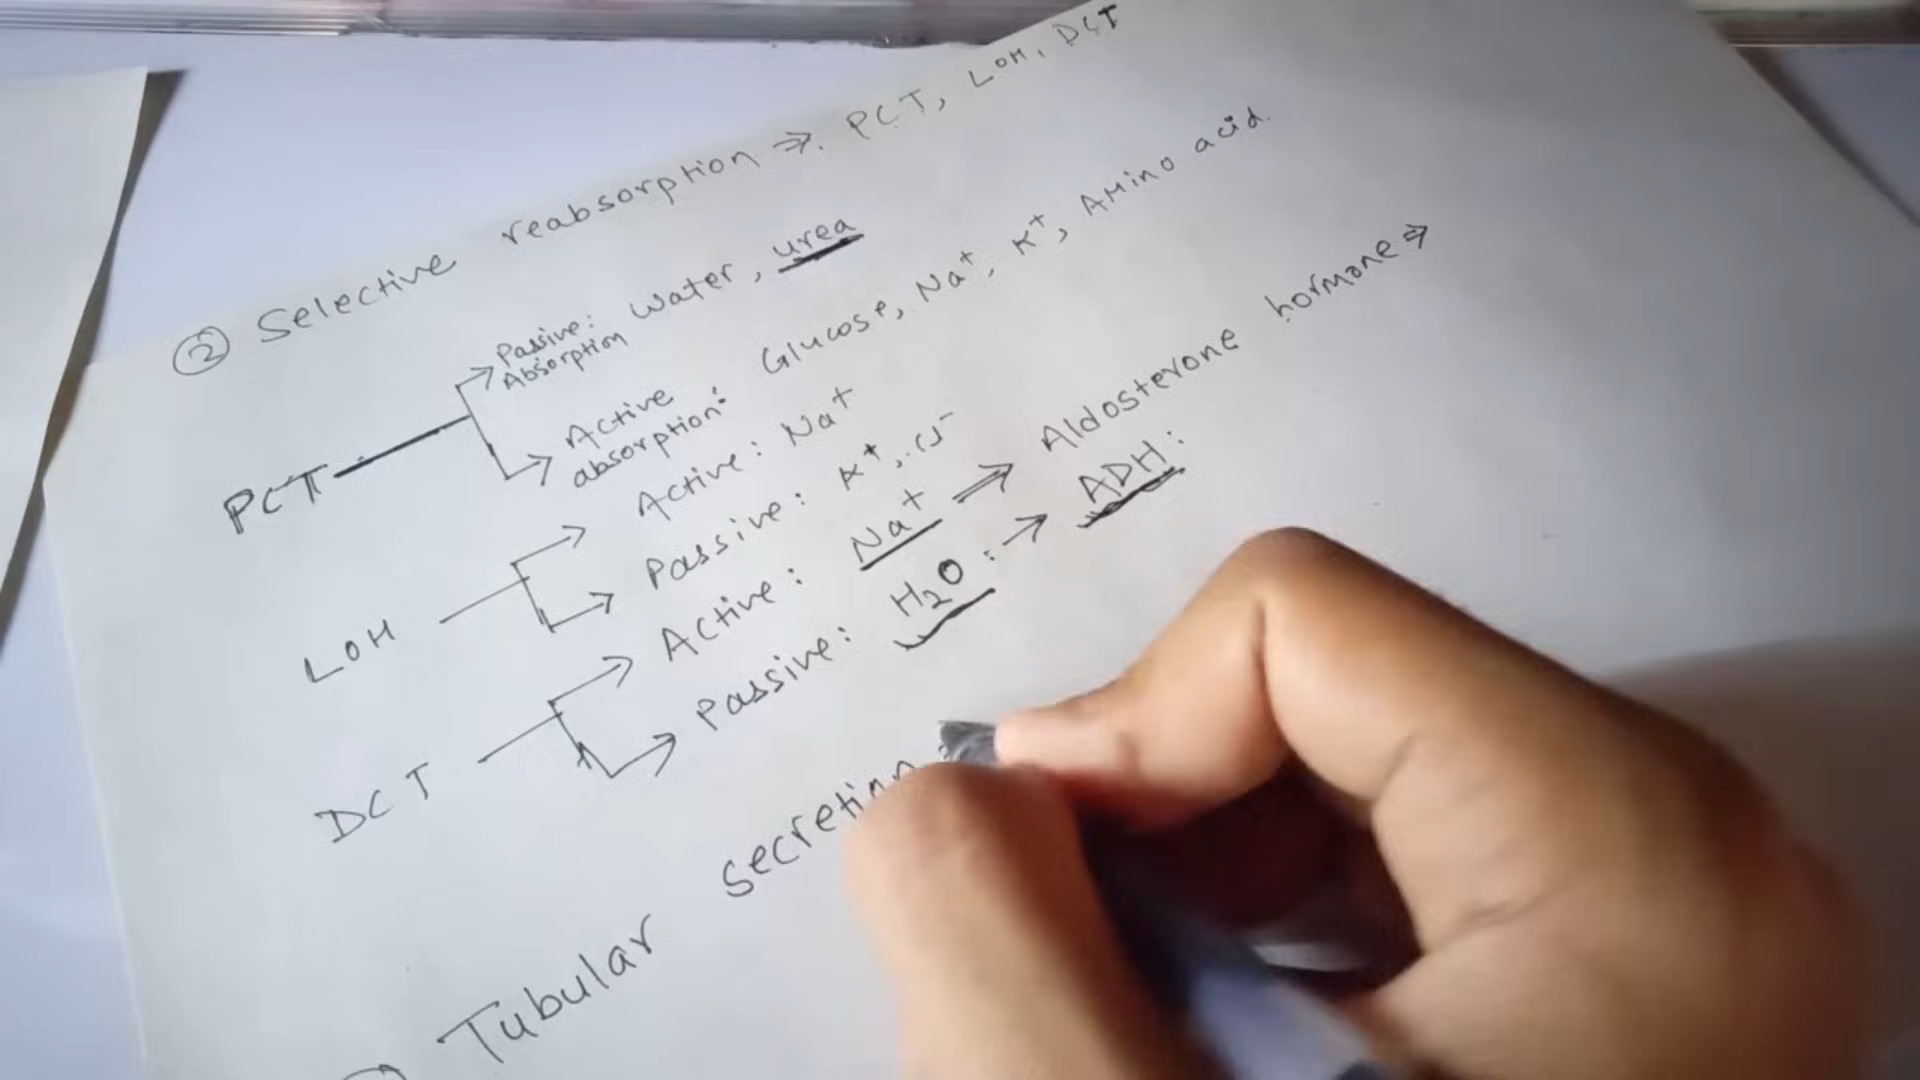 ② Selective reabsorption ⇒. PCT, LOH, DCT
PCT
Passive: Water, urea
Absorption
Active
absorption: Glucose, Na⁺, K⁺, Amino acid.
LOH
Active: Na⁺
Passive: K⁺, Cl⁻
DCT
Active: Na⁺ ⇒ Aldosterone hormone ⇒
Passive: H₂O: → ADH:
Tubular secretion